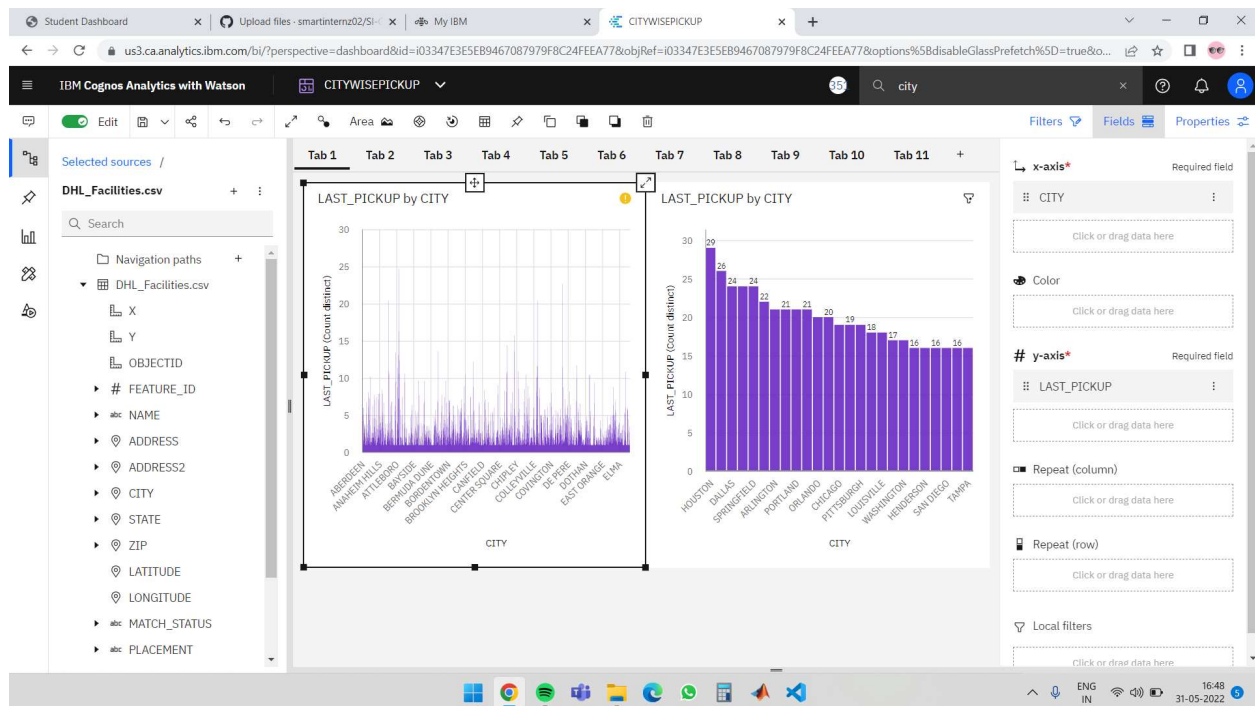 Student Dashboard
Upload files · smartinternz02/SI-G
My IBM
CITYWISEPICKUP
us3.ca.analytics.ibm.com/bi/?perspective=dashboard&id=i03347E3E5EB9467087979F8C24FEEA77&objRef=i03347E3E5EB9467087979F8C24FEEA77&options%5BdisableGlassPrefetch%5D=true&o...
IBM Cognos Analytics with Watson
CITYWISEPICKUP
city
Edit
Area
Filters
Fields
Properties
Selected sources /
DHL_Facilities.csv
Search
Navigation paths
DHL_Facilities.csv
X
Y
OBJECTID
# FEATURE_ID
abc NAME
ADDRESS
ADDRESS2
CITY
STATE
ZIP
LATITUDE
LONGITUDE
abc MATCH_STATUS
abc PLACEMENT
Tab 1 Tab 2 Tab 3 Tab 4 Tab 5 Tab 6 Tab 7 Tab 8 Tab 9 Tab 10 Tab 11 +
LAST_PICKUP by CITY
LAST_PICKUP (Count distinct)
30
25
20
15
10
5
0
ABERDEEN
ANAHEIM HILLS
ATTLEBORO
BAYSIDE
BERMUDA DUNE
BORDENTOWN
BROOKLYN HEIGHTS
CANFIELD
CENTER SQUARE
CHIPLEY
COLLEYVILLE
COVINGTON
DE PERE
DOTHAN
EAST ORANGE
ELMA
CITY
LAST_PICKUP by CITY
LAST_PICKUP (Count distinct)
30
25
20
15
10
5
0
29
26
24 24
22
21 21
20
19
18
17
16 16 16
HOUSTON
DALLAS
SPRINGFIELD
ARLINGTON
PORTLAND
ORLANDO
CHICAGO
PITTSBURGH
LOUISVILLE
WASHINGTON
HENDERSON
SAN DIEGO
TAMPA
CITY
x-axis* Required field
CITY
Click or drag data here
Color
Click or drag data here
# y-axis* Required field
LAST_PICKUP
Click or drag data here
Repeat (column)
Click or drag data here
Repeat (row)
Click or drag data here
Local filters
Click or drag data here
ENG
IN
16:48
31-05-2022
5